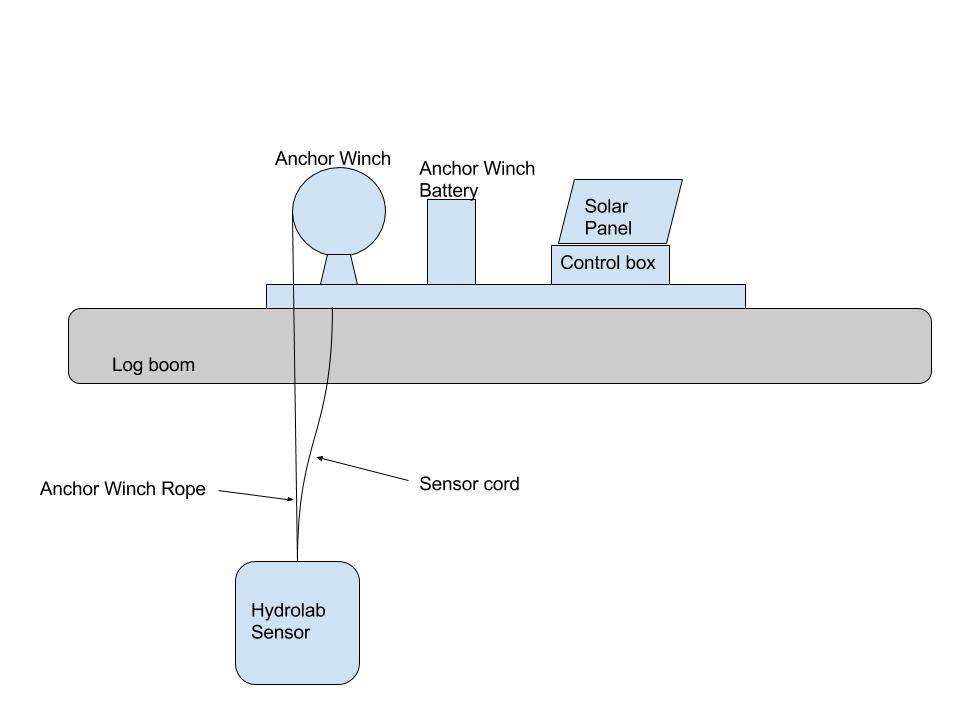 Anchor Winch
Anchor Winch
Battery
Solar
Panel
Control box
Log boom
Anchor Winch Rope
Sensor cord
Hydrolab
Sensor